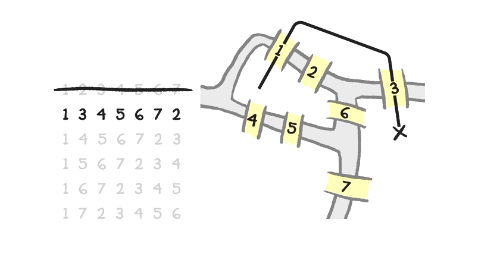 1 2 3 4 5 6 7
1 3 4 5 6 7 2
1 4 5 6 7 2 3
1 5 6 7 2 3 4
1 6 7 2 3 4 5
1 7 2 3 4 5 6
1
2
3
4
5
6
7
X